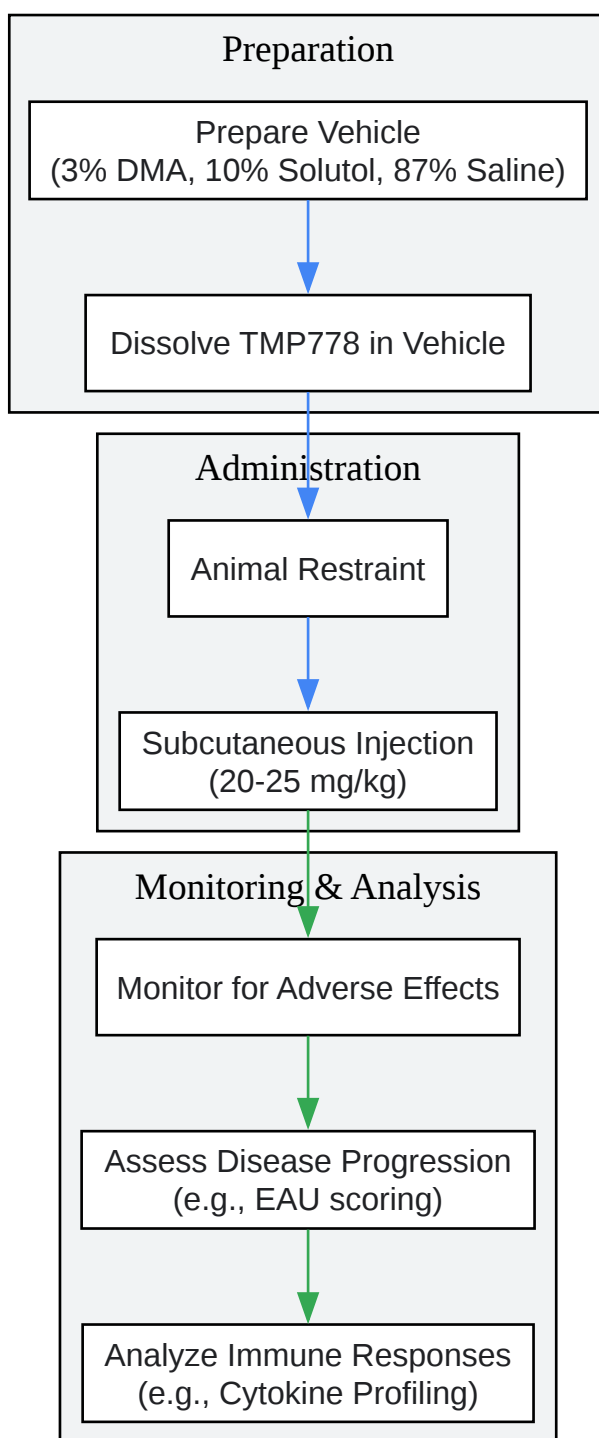 Preparation
Prepare Vehicle
(3% DMA, 10% Solutol, 87% Saline)
Dissolve TMP778 in Vehicle
Administration
Animal Restraint
Subcutaneous Injection
(20-25 mg/kg)
Monitoring & Analysis
Monitor for Adverse Effects
Assess Disease Progression
(e.g., EAU scoring)
Analyze Immune Responses
(e.g., Cytokine Profiling)